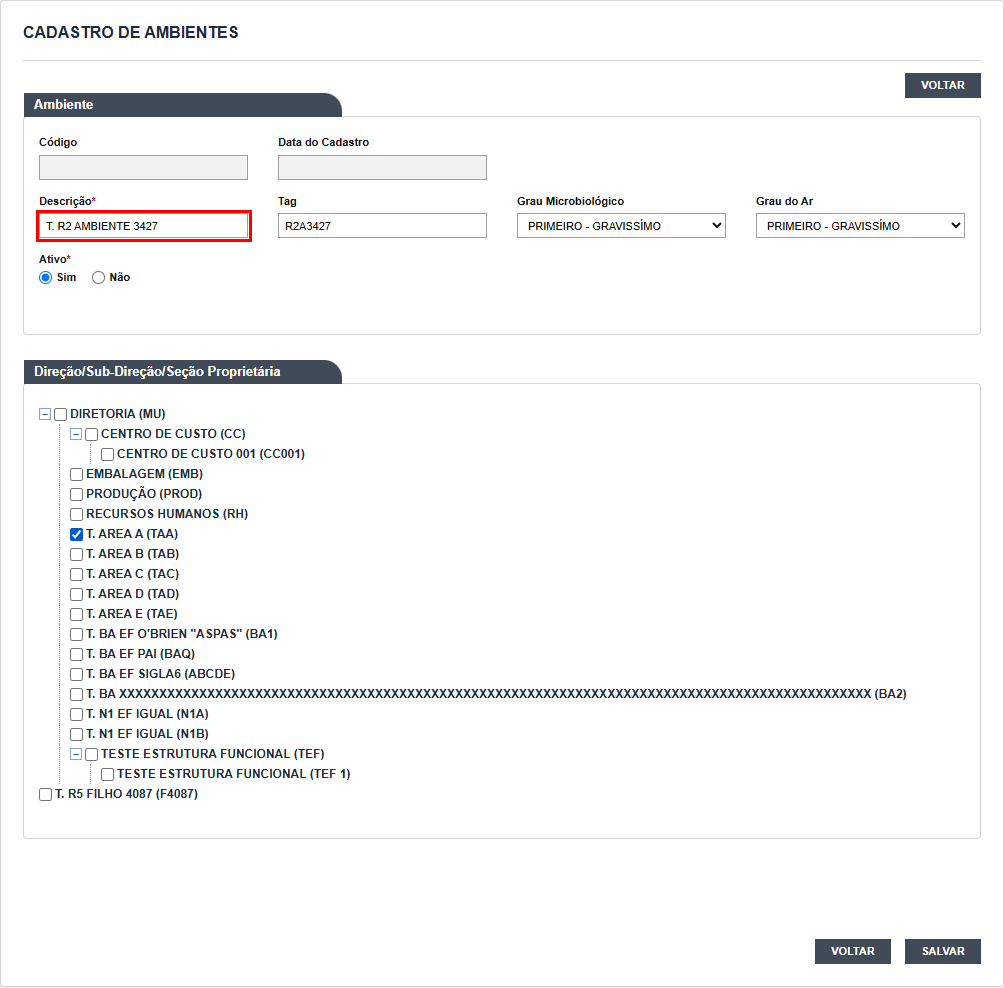 CADASTRO DE AMBIENTES
VOLTAR
Ambiente
Código Data do Cadastro
Descrição* Tag Grau Microbiológico Grau do Ar
T. R2 AMBIENTE 3427 R2A3427 PRIMEIRO - GRAVISSÍMO PRIMEIRO - GRAVISSÍMO
Ativo*
Sim Não
Direção/Sub-Direção/Seção Proprietária
DIRETORIA (MU)
CENTRO DE CUSTO (CC)
CENTRO DE CUSTO 001 (CC001)
EMBALAGEM (EMB)
PRODUÇÃO (PROD)
RECURSOS HUMANOS (RH)
T. AREA A (TAA)
T. AREA B (TAB)
T. AREA C (TAC)
T. AREA D (TAD)
T. AREA E (TAE)
T. BA EF O'BRIEN "ASPAS" (BA1)
T. BA EF PAI (BAQ)
T. BA EF SIGLA6 (ABCDE)
T. BA XXXXXXXXXXXXXXXXXXXXXXXXXXXXXXXXXXXXXXXXXXXXXXXXXXXXXXXXXXXXXXXXXXXXXXXXXXXXXXXXXXXXXXXXXXXXXX (BA2)
T. N1 EF IGUAL (N1A)
T. N1 EF IGUAL (N1B)
TESTE ESTRUTURA FUNCIONAL (TEF)
TESTE ESTRUTURA FUNCIONAL (TEF 1)
T. R5 FILHO 4087 (F4087)
VOLTAR SALVAR